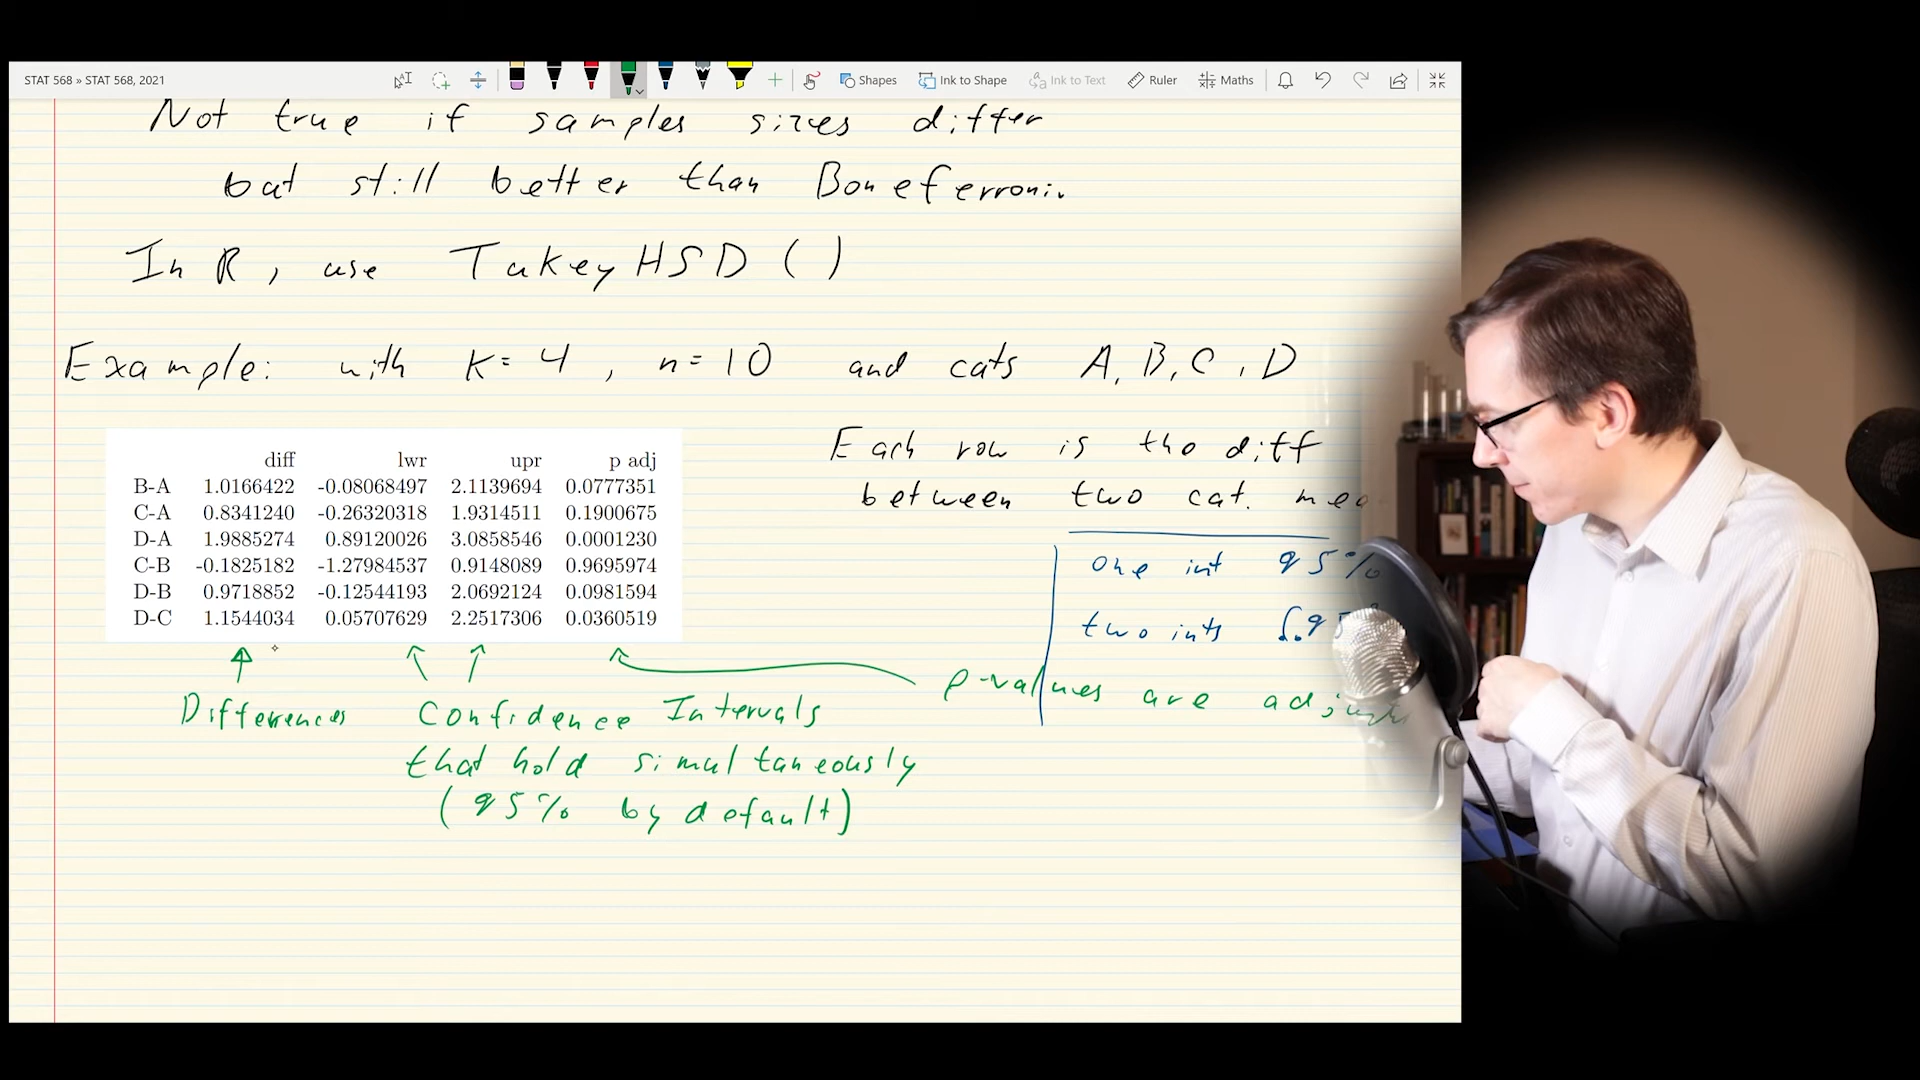 STAT 568 » STAT 568, 2021
Shapes Ink to Shape Ink to Text Ruler Maths
Not true if samples sizes differ
but still better than Boneferroni.
In R, use TukeyHSD ( )
Example: with K = 4, n = 10 and cats A, B, C, D
diff lwr upr p adj
B-A 1.0166422 -0.08068497 2.1139694 0.0777351
C-A 0.8341240 -0.26320318 1.9314511 0.1900675
D-A 1.9885274 0.89120026 3.0858546 0.0001230
C-B -0.1825182 -1.27984537 0.9148089 0.9695974
D-B 0.9718852 -0.12544193 2.0692124 0.0981594
D-C 1.1544034 0.05707629 2.2517306 0.0360519
Each row is the diff
between two cat.
one int 95%
two ints
p-values are
Differences
Confidence Intervals
that hold simultaneously
(95% by default)